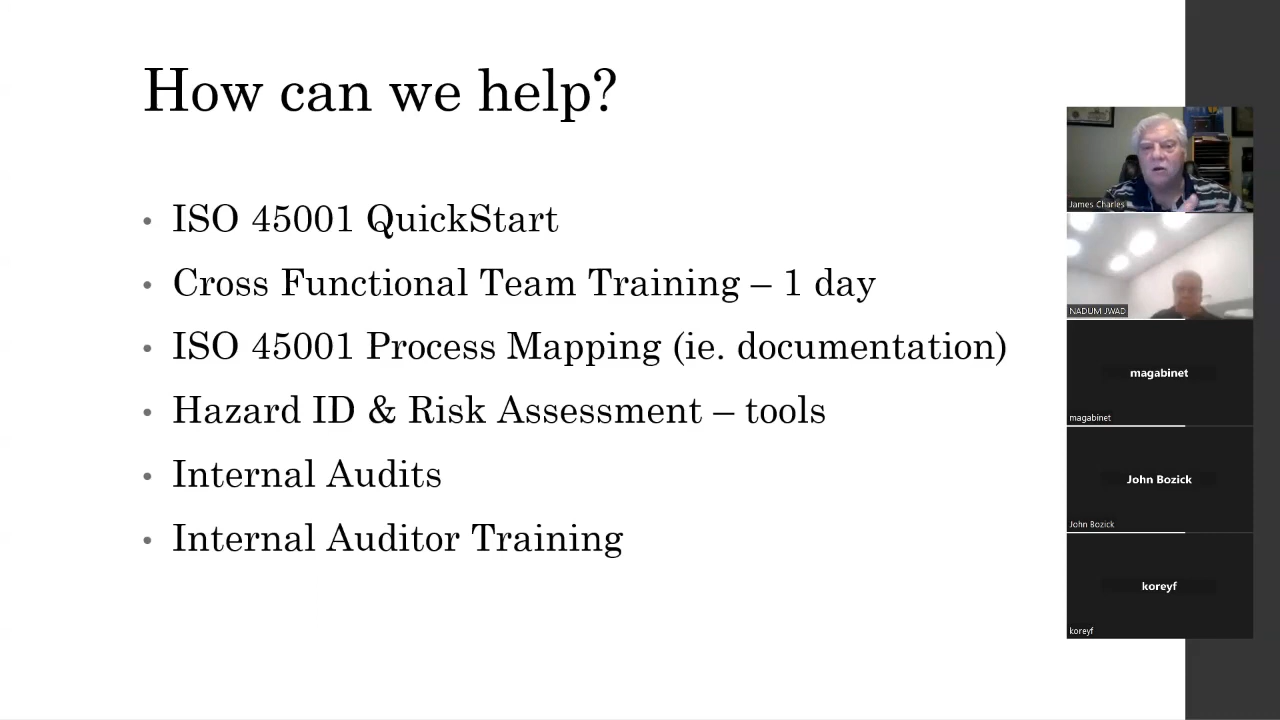 How can we help?
• ISO 45001 QuickStart
• Cross Functional Team Training – 1 day
• ISO 45001 Process Mapping (ie. documentation)
• Hazard ID & Risk Assessment – tools
• Internal Audits
• Internal Auditor Training
James Charles
NADUM JWAD
magabinet
magabinet
John Bozick
John Bozick
koreyf
koreyf